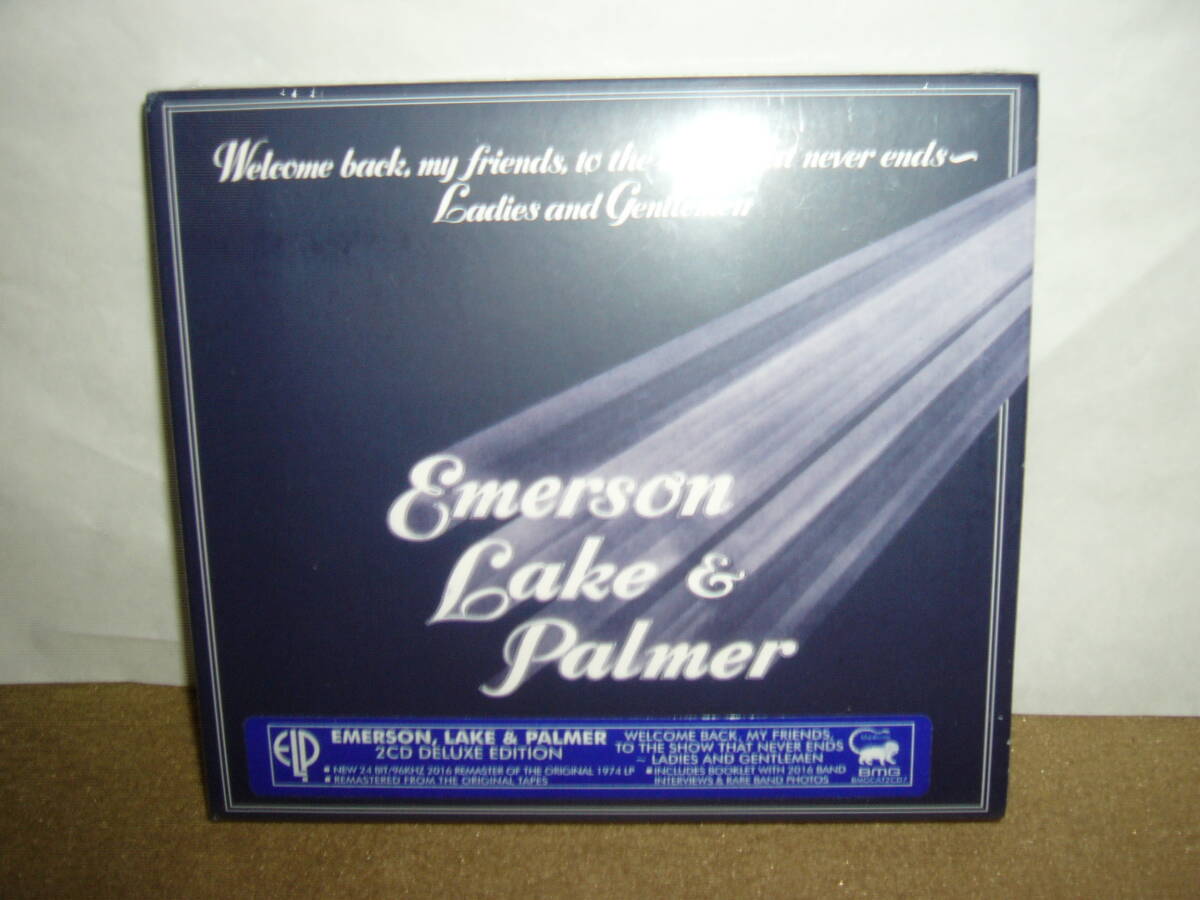 Welcome back, my friends, to the never ends ~
Ladies and Gentlemen
Emerson
Lake &
Palmer
ELP
EMERSON, LAKE & PALMER
2CD DELUXE EDITION
NEW 24 BIT/96KHZ 2016 REMASTER OF THE ORIGINAL 1974 LP
REMASTERED FROM THE ORIGINAL TAPES
WELCOME BACK, MY FRIENDS,
TO THE SHOW THAT NEVER ENDS
~ LADIES AND GENTLEMEN
INCLUDES BOOKLET WITH 2016 BAND
INTERVIEWS & RARE BAND PHOTOS
BMG
BMGCAT2CD7